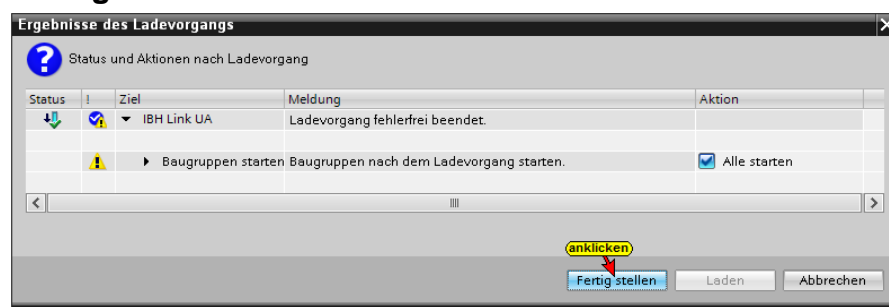 Ergebnisse des Ladevorgangs
Status und Aktionen nach Ladevorgang
Status ! Ziel Meldung Aktion
IBH Link UA Ladevorgang fehlerfrei beendet.
Baugruppen starten Baugruppen nach dem Ladevorgang starten. Alle starten
anklicken
Fertig stellen Laden Abbrechen